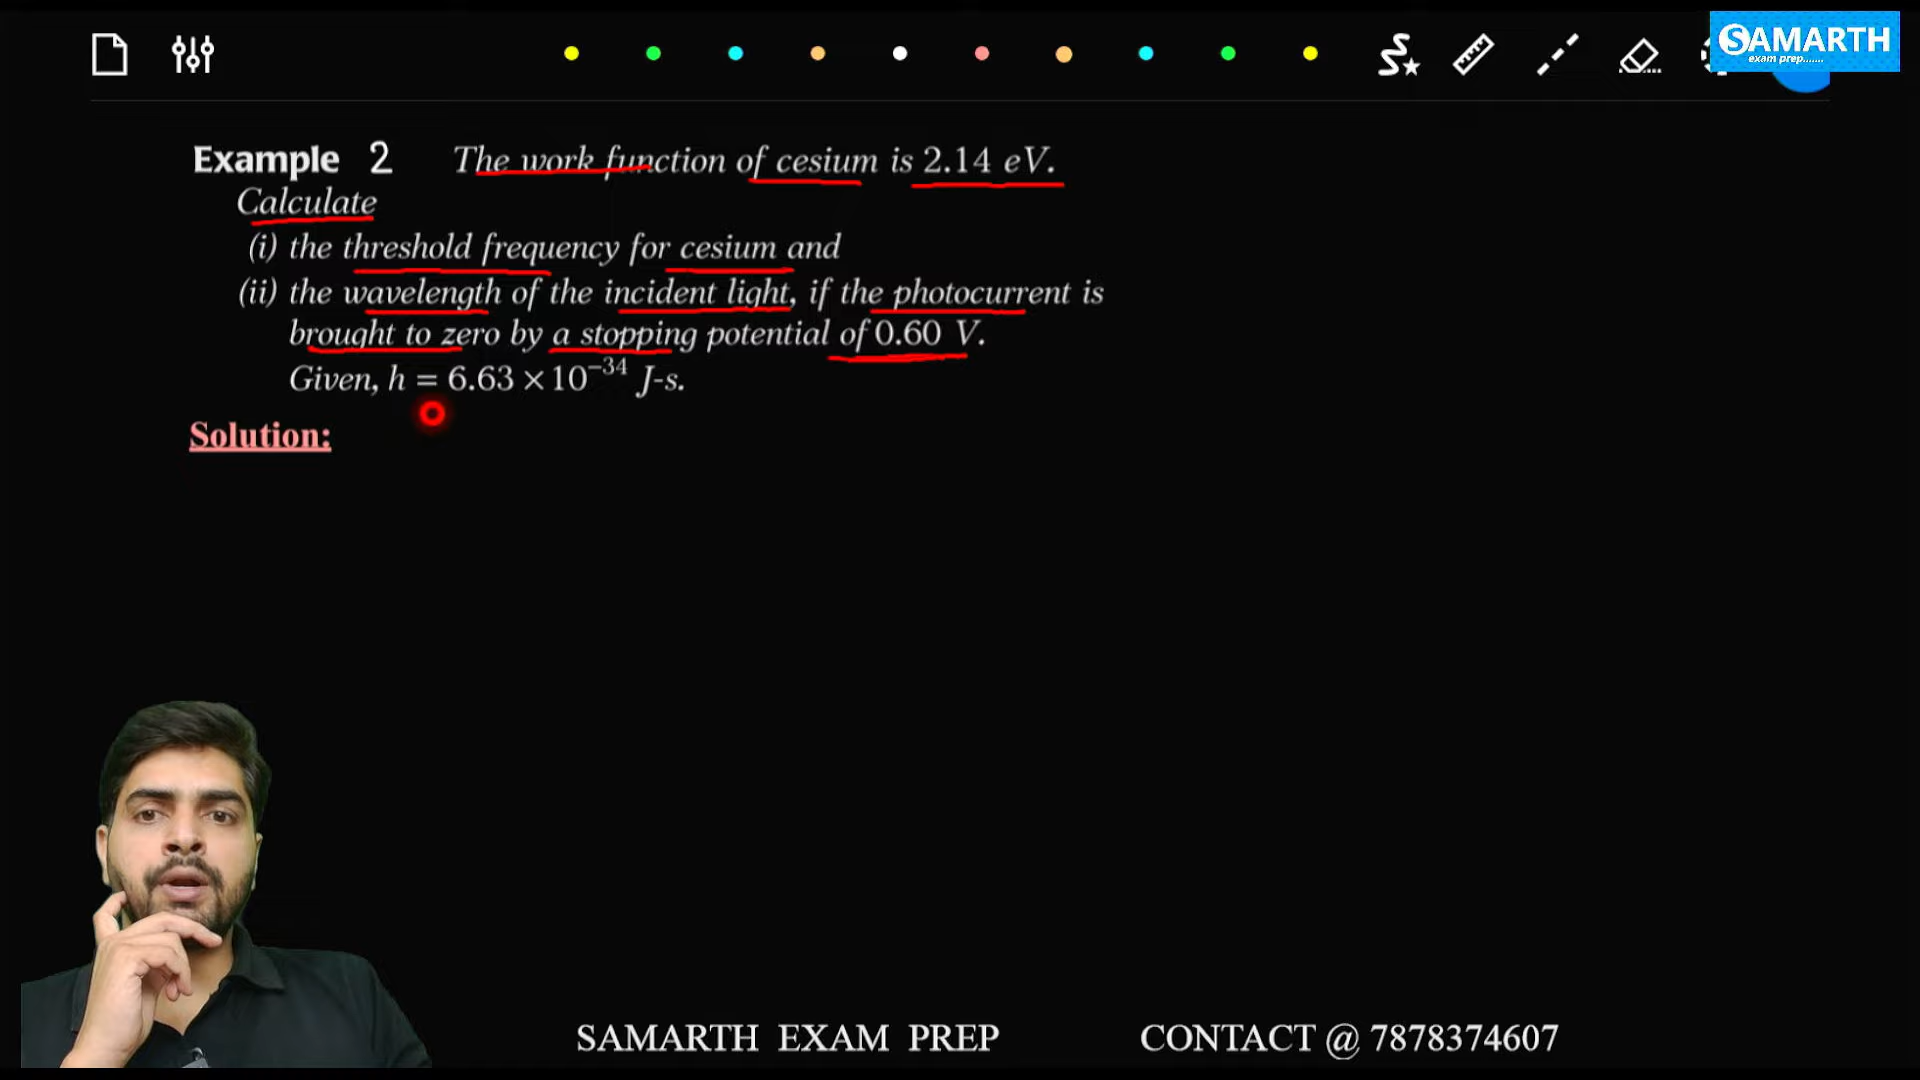 SAMARTH
exam prep.......
Example 2 The work function of cesium is 2.14 eV.
Calculate
(i) the threshold frequency for cesium and
(ii) the wavelength of the incident light, if the photocurrent is
brought to zero by a stopping potential of 0.60 V.
Given, h = 6.63 × 10⁻³⁴ J-s.
Solution:
SAMARTH EXAM PREP CONTACT @ 7878374607